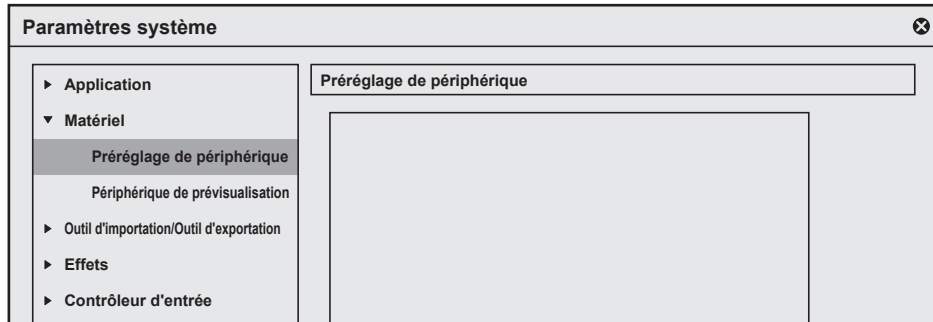 Paramètres système
Application
Matériel
Préréglage de périphérique
Périphérique de prévisualisation
Outil d'importation/Outil d'exportation
Effets
Contrôleur d'entrée
Préréglage de périphérique